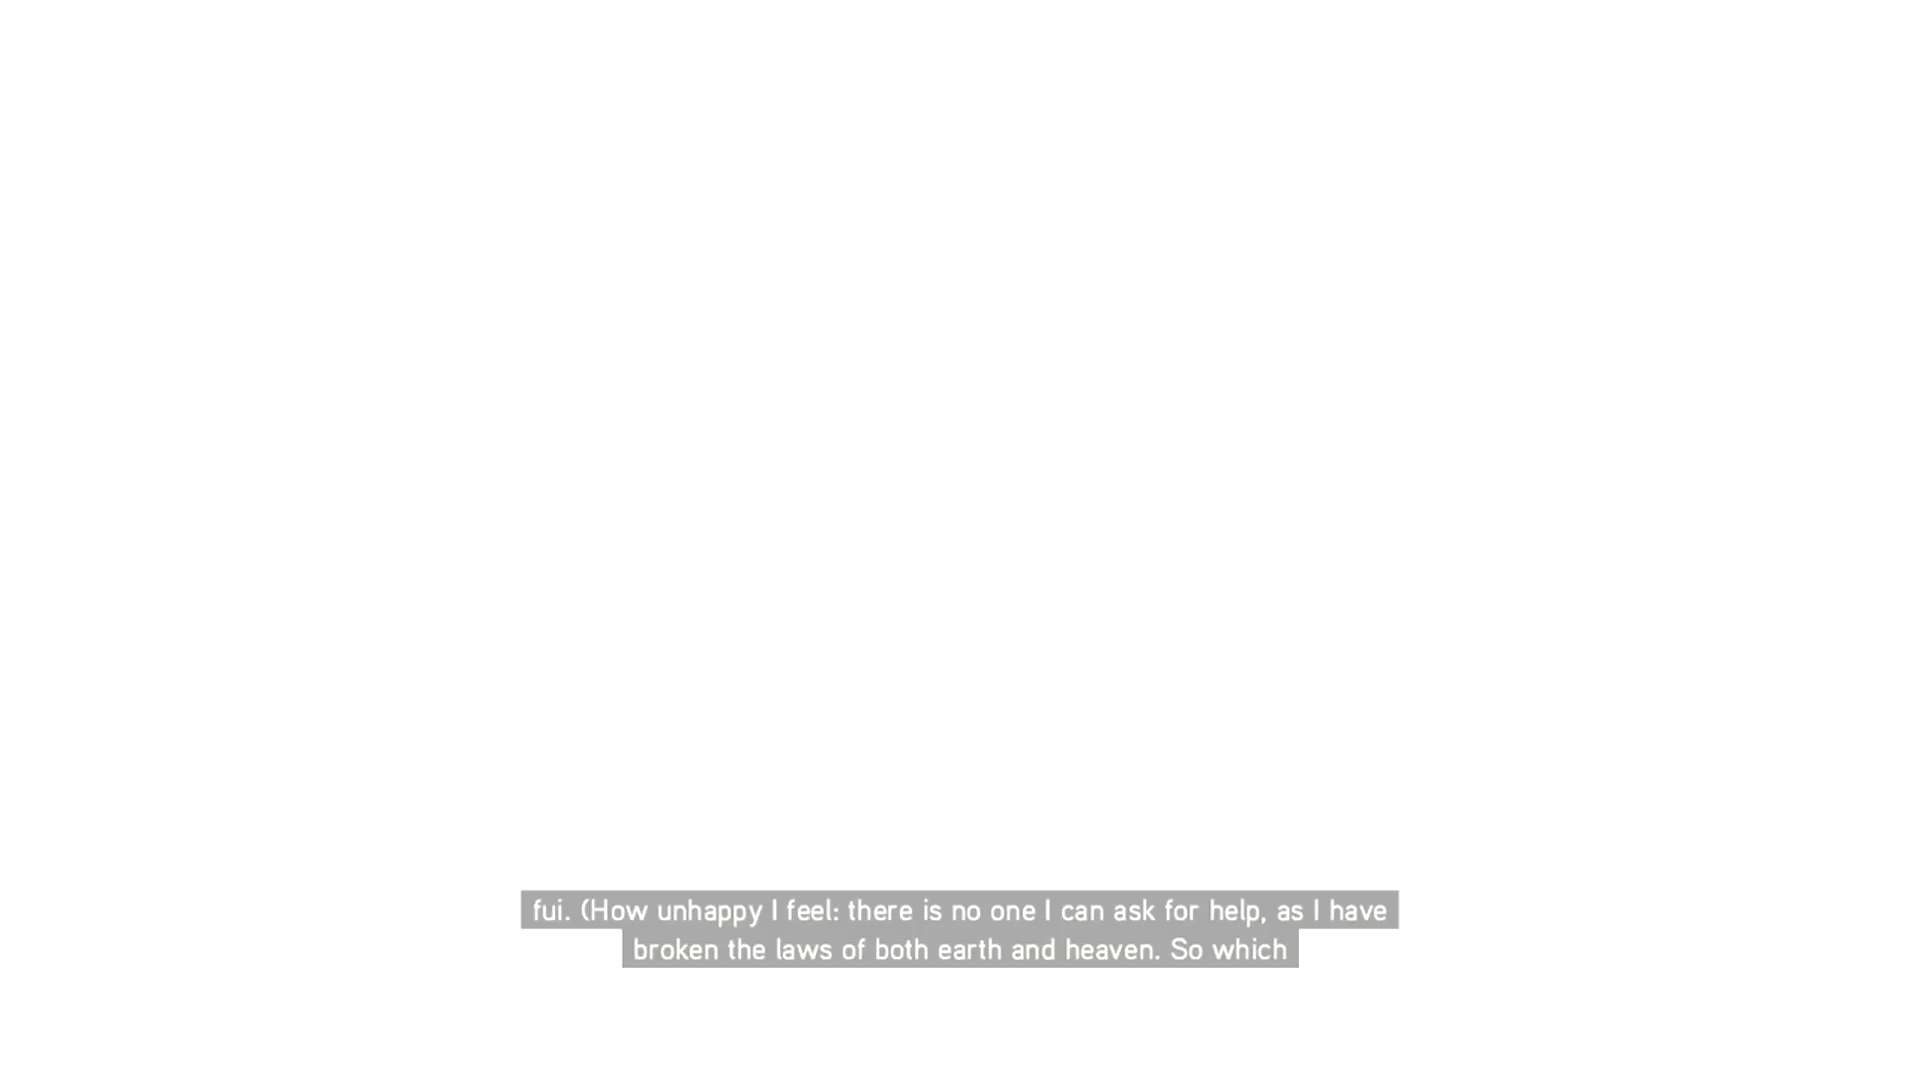 fui. (How unhappy I feel: there is no one I can ask for help, as I have
broken the laws of both earth and heaven. So which